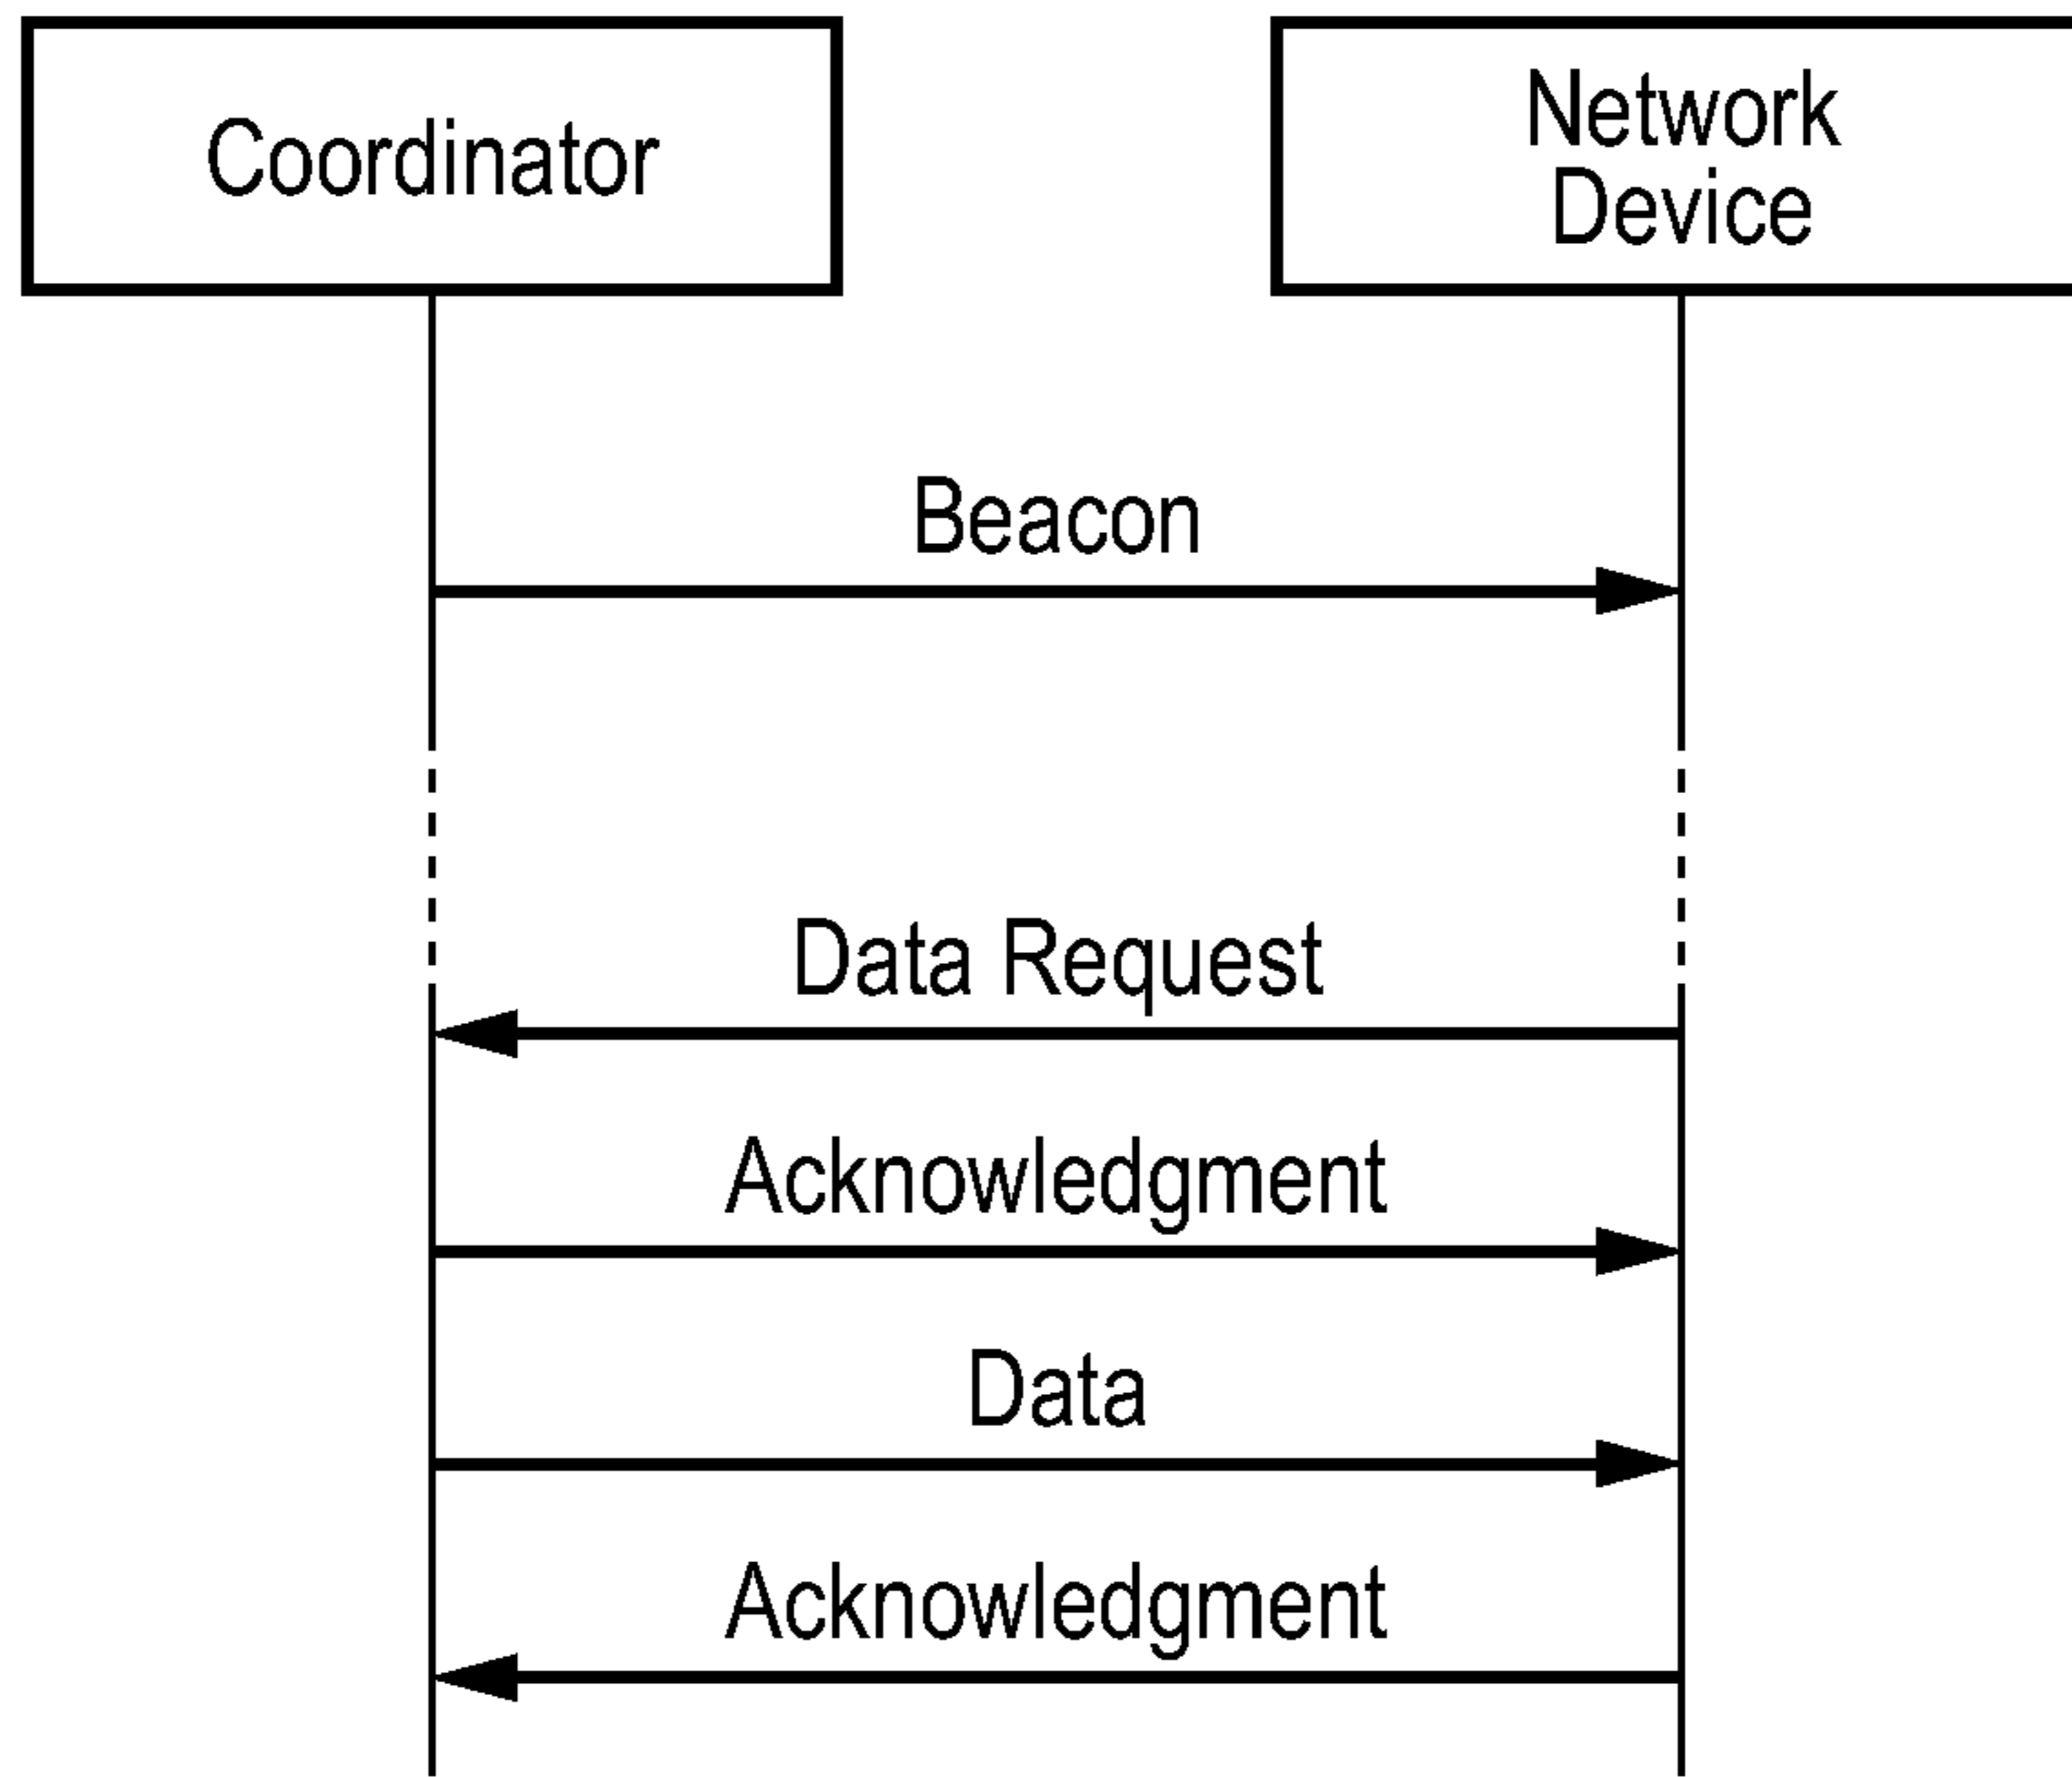 Coordinator
Network
Device
Beacon
Data Request
Acknowledgment
Data
Acknowledgment